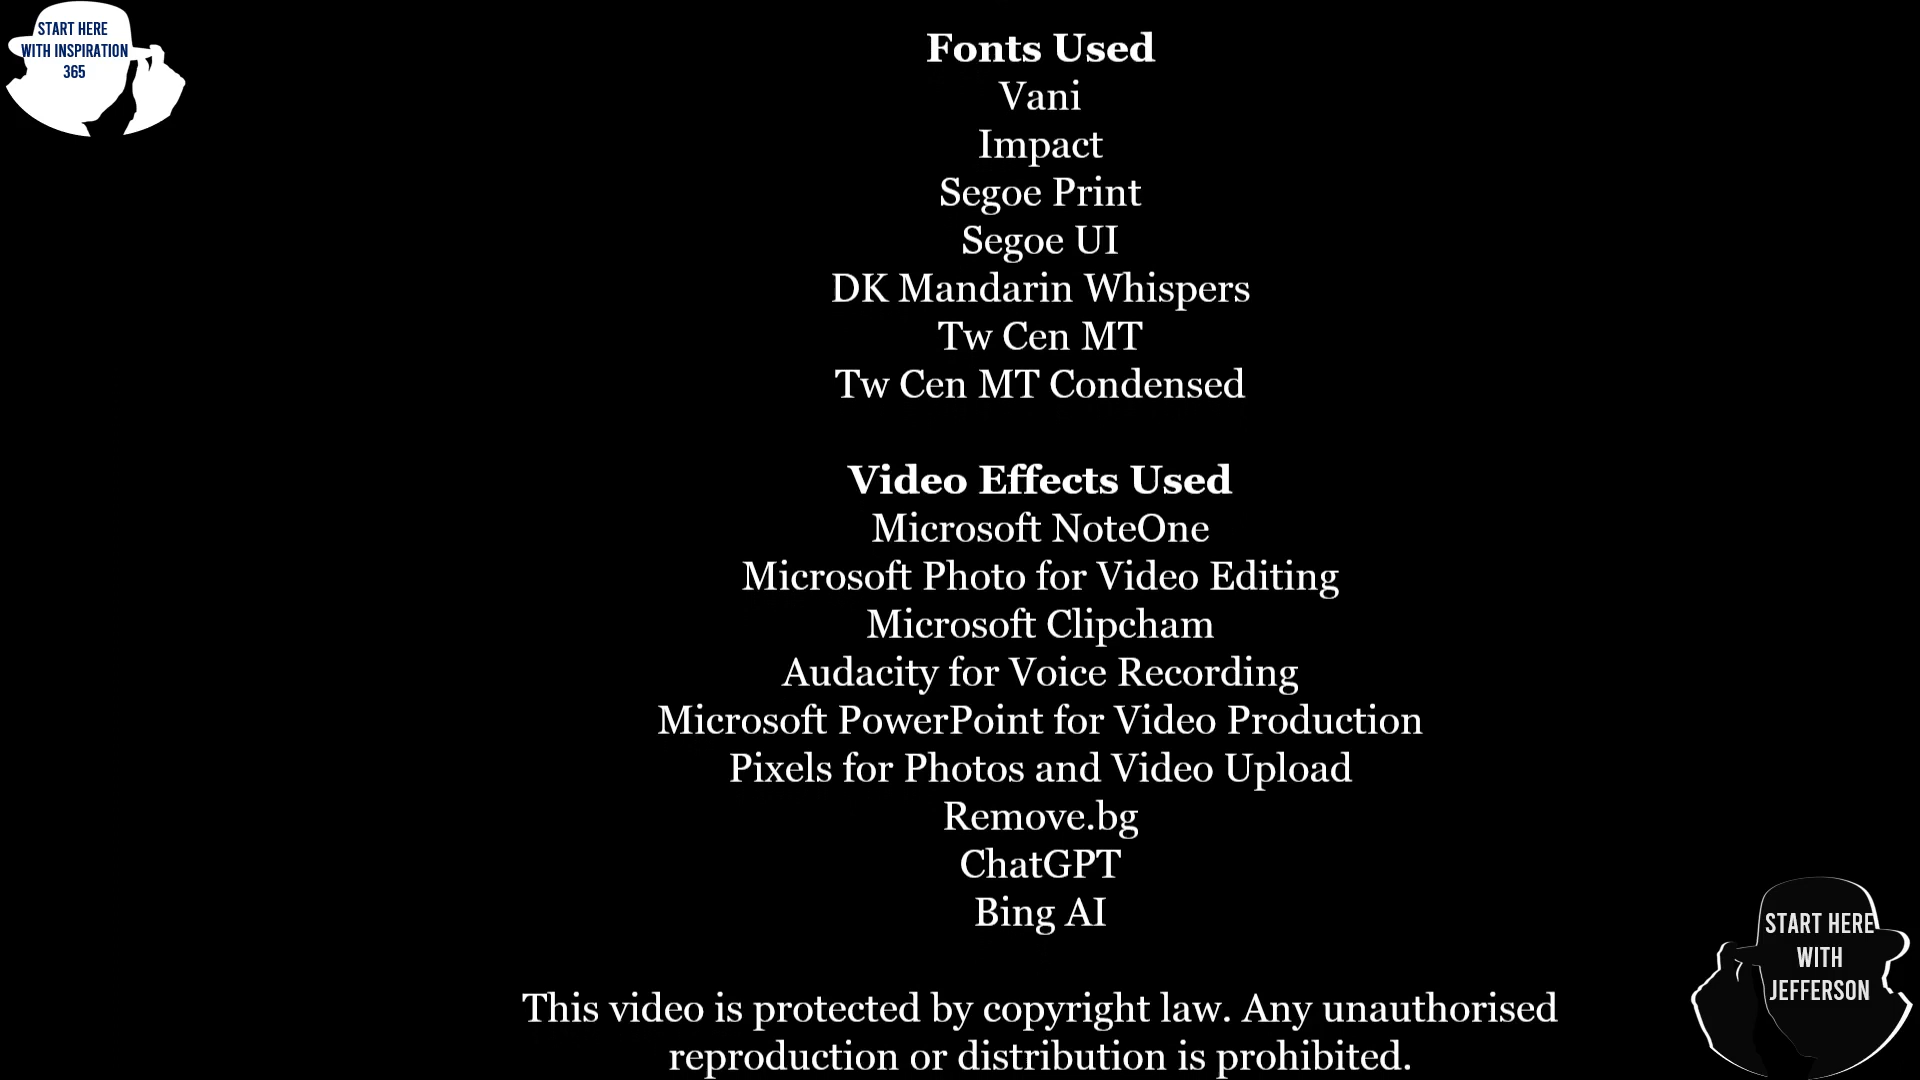 START HERE
WITH INSPIRATION
365
Fonts Used
Vani
Impact
Segoe Print
Segoe UI
DK Mandarin Whispers
Tw Cen MT
Tw Cen MT Condensed
Video Effects Used
Microsoft NoteOne
Microsoft Photo for Video Editing
Microsoft Clipcham
Audacity for Voice Recording
Microsoft PowerPoint for Video Production
Pixels for Photos and Video Upload
Remove.bg
ChatGPT
Bing AI
This video is protected by copyright law. Any unauthorised
reproduction or distribution is prohibited.
START HERE
WITH
JEFFERSON